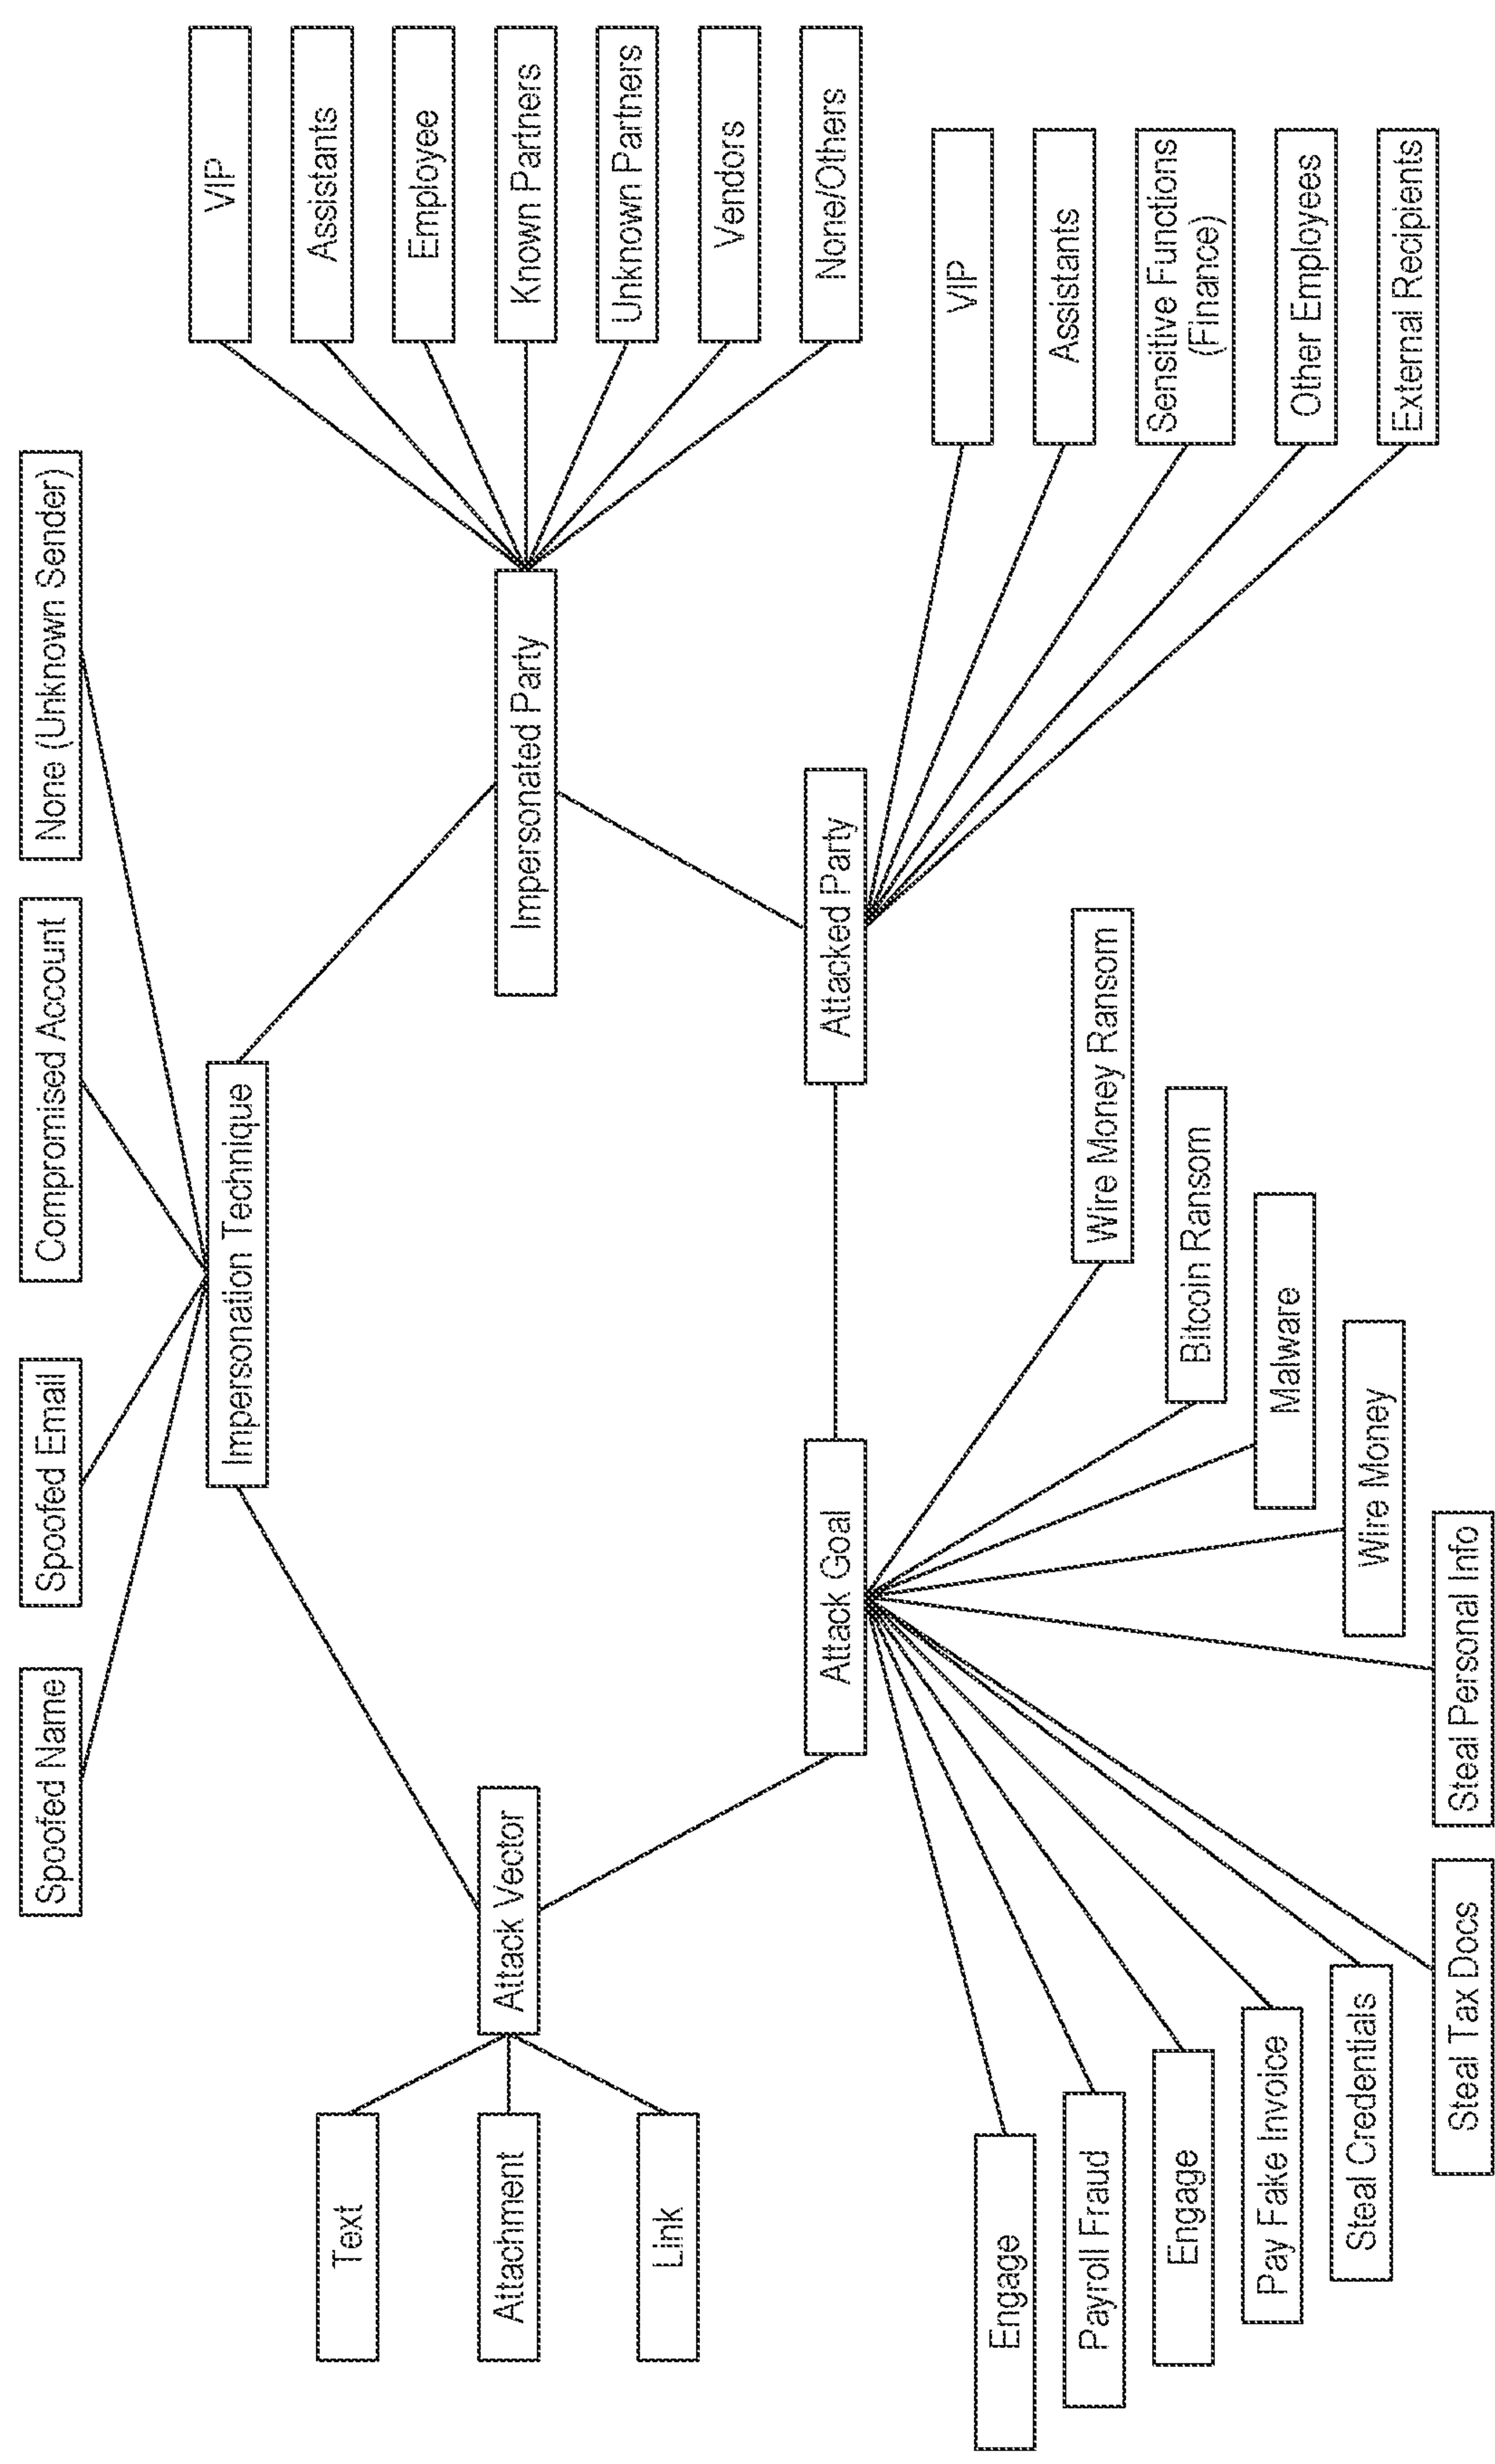 Spoofed Name
Spoofed Email
Compromised Account
None (Unknown Sender)
Impersonation Technique
VIP
Assistants
Employee
Known Partners
Unknown Partners
Vendors
None/Others
Impersonated Party
Text
Attachment
Link
Attack Vector
Attack Goal
Attacked Party
VIP
Assistants
Sensitive Functions
(Finance)
Other Employees
External Recipients
Engage
Payroll Fraud
Engage
Pay Fake Invoice
Steal Credentials
Steal Tax Docs
Steal Personal Info
Wire Money
Malware
Bitcoin Ransom
Wire Money Ransom